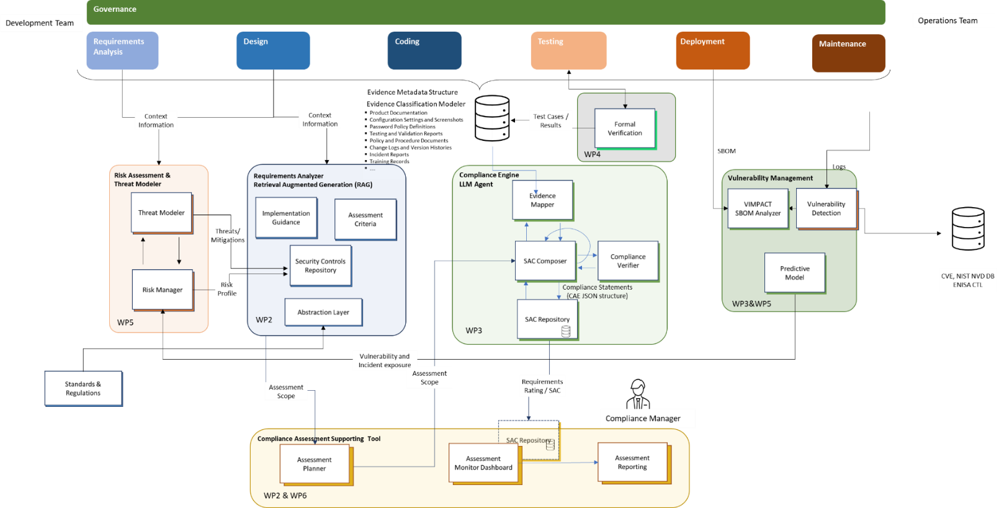 Governance
Development Team
Operations Team
Requirements
Analysis
Design
Coding
Testing
Deployment
Maintenance
Evidence Metadata Structure
Evidence Classification Modeler
▪ Product Documentation
▪ Configuration Settings and Screenshots
▪ Password Policy Definitions
▪ Testing and Validation Reports
▪ Policy and Procedure Documents
▪ Change Logs and Version Histories
▪ Incident Reports
▪ Training Records
▪ ....
Context
Information
Context
Information
Test Cases /
Results
Formal
Verification
WP4
SBOM
Logs
Risk Assessment &
Threat Modeler
Threat Modeler
Threats/
Mitigations
Risk Manager
Risk
Profile
WP5
Requirements Analyzer
Retrieval Augmented Generation (RAG)
Implementation
Guidance
Assessment
Criteria
Security Controls
Repository
Abstraction Layer
WP2
Compliance Engine
LLM Agent
Evidence
Mapper
SAC Composer
Compliance
Verifier
Compliance Statements
(CAE JSON structure)
SAC Repository
WP3
Vulnerability Management
VIMPACT
SBOM Analyzer
Vulnerability
Detection
Predictive
Model
WP3&WP5
CVE, NIST NVD DB
ENISA CTL
Vulnerability and
Incident exposure
Standards &
Regulations
Assessment
Scope
Assessment
Scope
Requirements
Rating / SAC
Compliance Manager
Compliance Assessment Supporting Tool
Assessment
Planner
SAC Repository
Assessment
Monitor Dashboard
Assessment
Reporting
WP2 & WP6